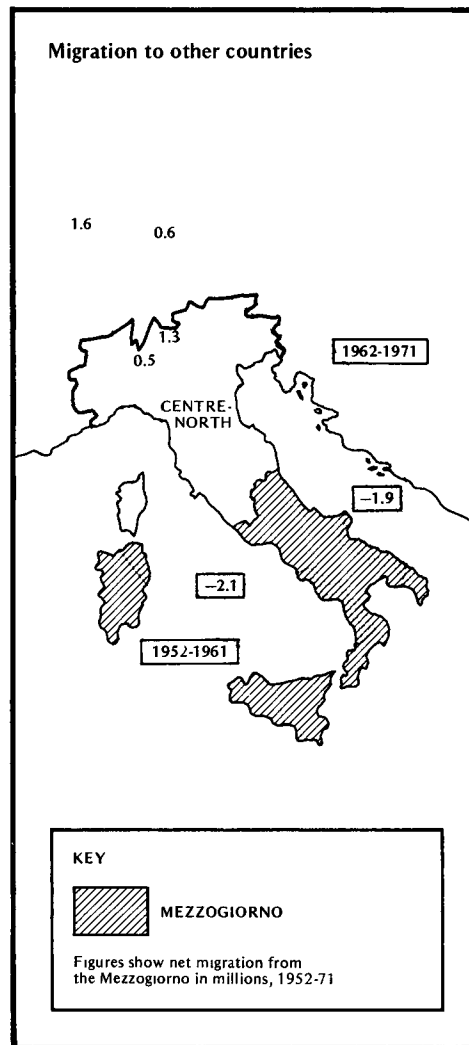 Migration to other countries
1.6
0.6
1.3
0.5
1962-1971
CENTRE-
NORTH
−1.9
−2.1
1952-1961
KEY
MEZZOGIORNO
Figures show net migration from
the Mezzogiorno in millions, 1952-71